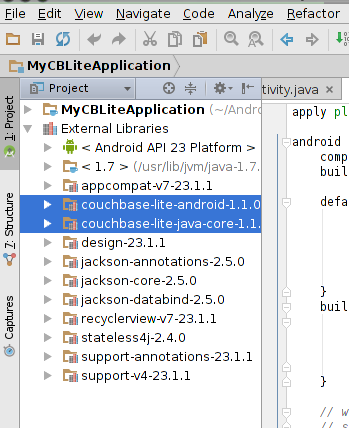 File Edit View Navigate Code Analyze Refactor
MyCBLiteApplication
Project
tivity.java
1: Project
7: Structure
Captures
MyCBLiteApplication (~/Andro
External Libraries
< Android API 23 Platform >
< 1.7 > (/usr/lib/jvm/java-1.7.
appcompat-v7-23.1.1
couchbase-lite-android-1.1.0
couchbase-lite-java-core-1.1.
design-23.1.1
jackson-annotations-2.5.0
jackson-core-2.5.0
jackson-databind-2.5.0
recyclerview-v7-23.1.1
stateless4j-2.4.0
support-annotations-23.1.1
support-v4-23.1.1
apply pl
android
comp
buil
defa
}
buil
}
// w